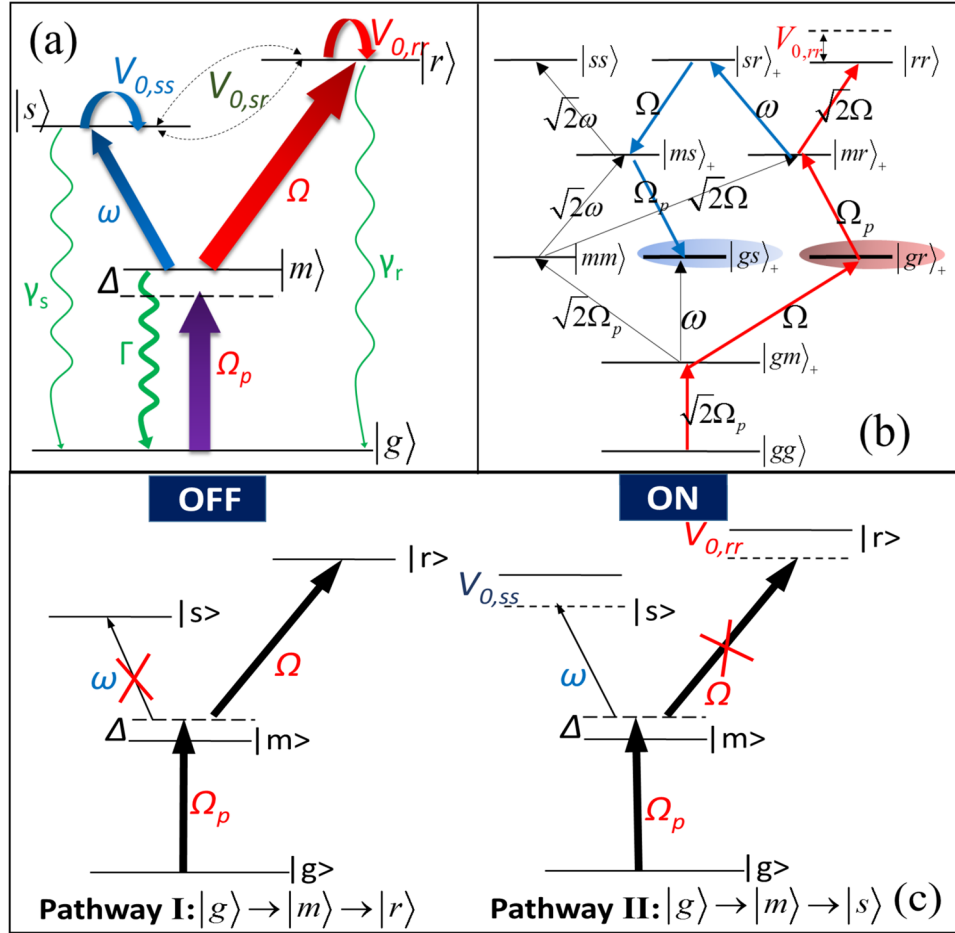 (a)
V0,rr
|r⟩
V0,ss
V0,sr
|s⟩
ω
Ω
Δ
|m⟩
γs
Γ
Ωp
γr
|g⟩
V0,rr
|ss⟩
|sr⟩+
|rr⟩
√2ω
Ω
ω
√2Ω
|ms⟩+
|mr⟩+
√2ω
Ωp
√2Ω
Ωp
|mm⟩
|gs⟩+
|gr⟩+
√2Ωp
ω
Ω
|gm⟩+
√2Ωp
|gg⟩
(b)
OFF
|r>
|s>
ω
Ω
Δ
|m>
Ωp
|g>
Pathway I:|g⟩→|m⟩→|r⟩
ON
V0,rr
|r>
V0,ss
|s>
ω
Ω
Δ
|m>
Ωp
|g>
Pathway II:|g⟩→|m⟩→|s⟩
(c)